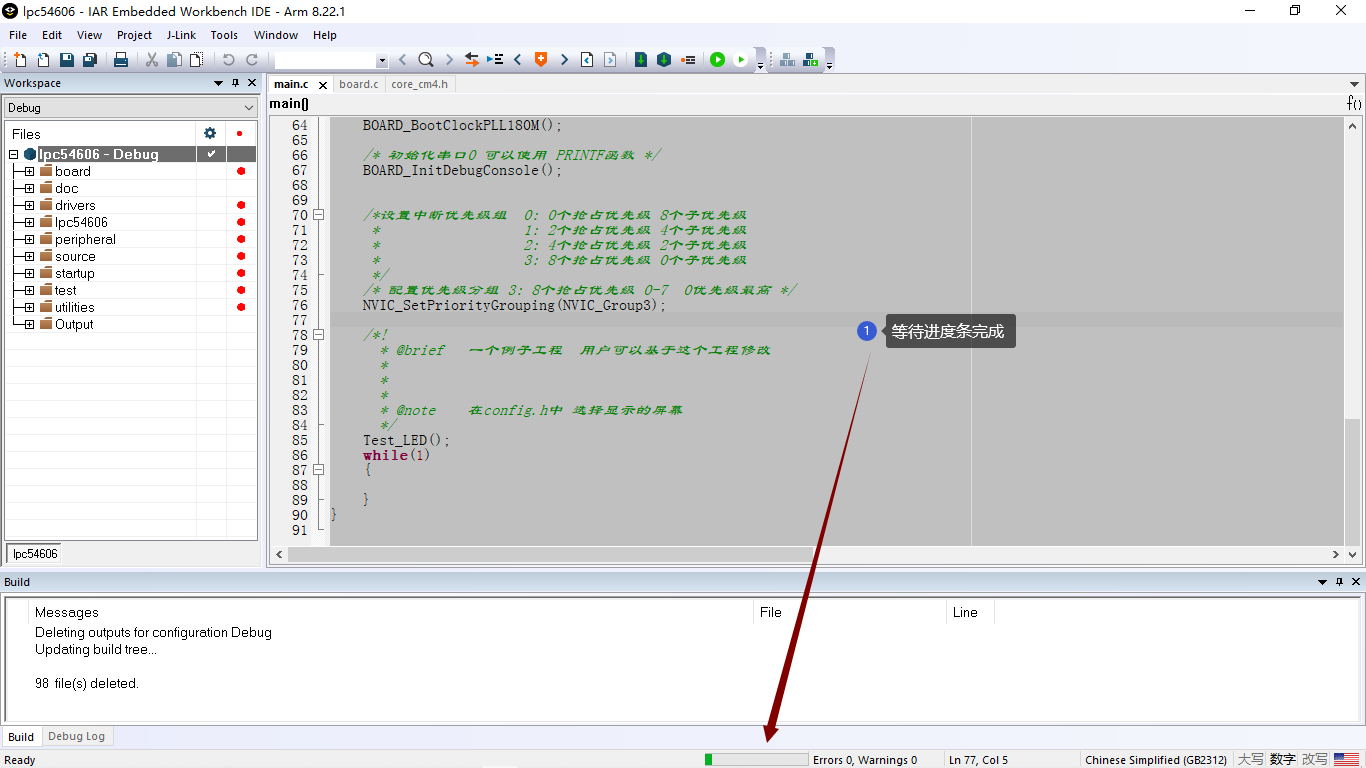 lpc54606 - IAR Embedded Workbench IDE - Arm 8.22.1
File Edit View Project J-Link Tools Window Help
Workspace
main.c board.c core_cm4.h
Debug
main()
f()
Files
lpc54606 - Debug
board
doc
drivers
lpc54606
peripheral
source
startup
test
utilities
Output
lpc54606
64 BOARD_BootClockPLL180M();
65
66 /* 初始化串口0 可以使用 PRINTF函数 */
67 BOARD_InitDebugConsole();
68
69
70 /*设置中断优先级组 0: 0个抢占优先级 8个子优先级
71 * 1: 2个抢占优先级 4个子优先级
72 * 2: 4个抢占优先级 2个子优先级
73 * 3: 8个抢占优先级 0个子优先级
74 */
75 /* 配置优先级分组 3: 8个抢占优先级 0-7 0优先级最高 */
76 NVIC_SetPriorityGrouping(NVIC_Group3);
77
78 /*!
79 * @brief 一个例子工程 用户可以基于这个工程修改
80 *
81 *
82 *
83 * @note 在config.h中 选择显示的屏幕
84 */
85 Test_LED();
86 while(1)
87 {
88
89 }
90 }
91
1 等待进度条完成
Build
Messages File Line
Deleting outputs for configuration Debug
Updating build tree...
98 file(s) deleted.
Build Debug Log
Ready Errors 0, Warnings 0 Ln 77, Col 5 Chinese Simplified (GB2312) 大写 数字 改写